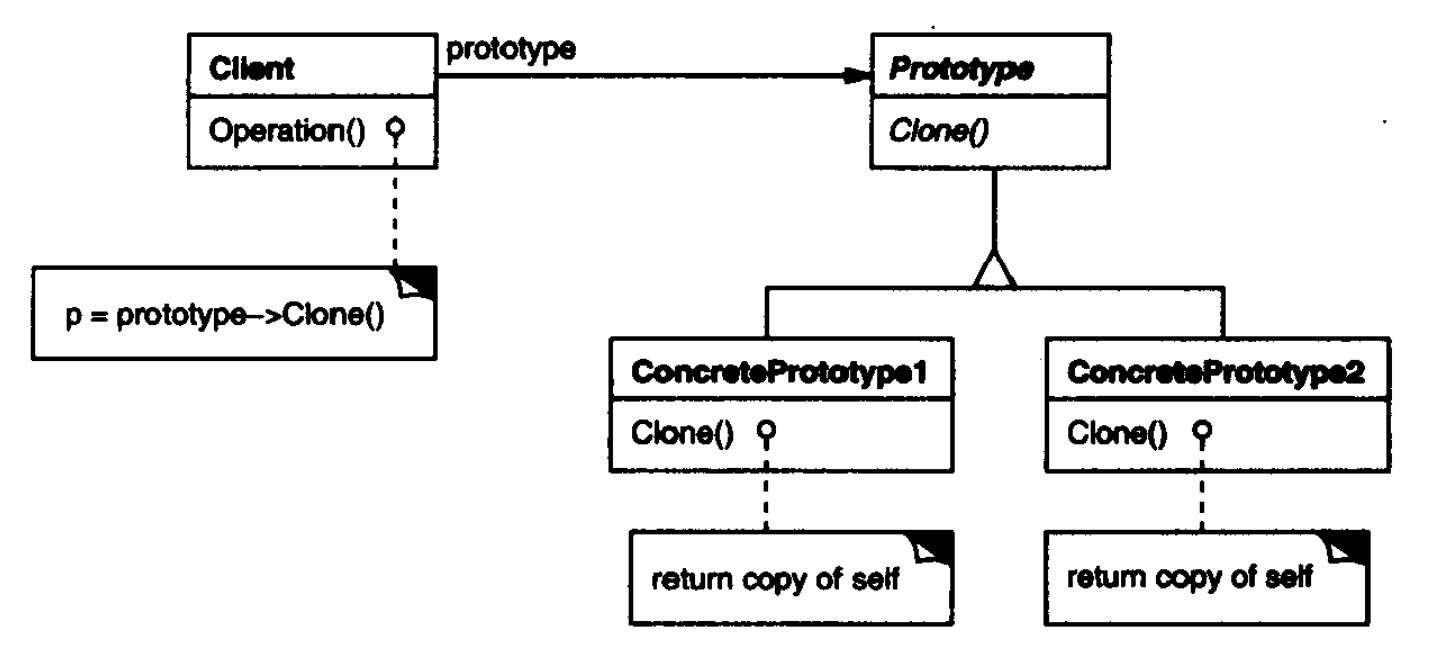 prototype
Client
Prototype
Operation()
Clone()
p = prototype–>Clone()
ConcretePrototype1
ConcretePrototype2
Clone()
Clone()
return copy of self
return copy of self